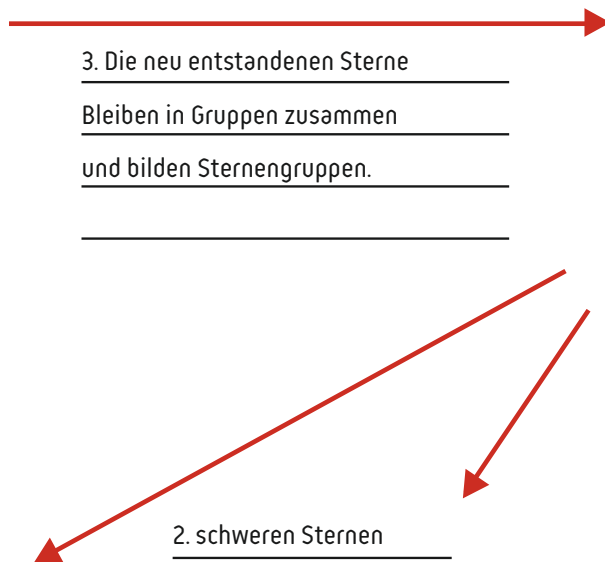 3. Die neu entstandenen Sterne
Bleiben in Gruppen zusammen
und bilden Sternengruppen.
2. schweren Sternen